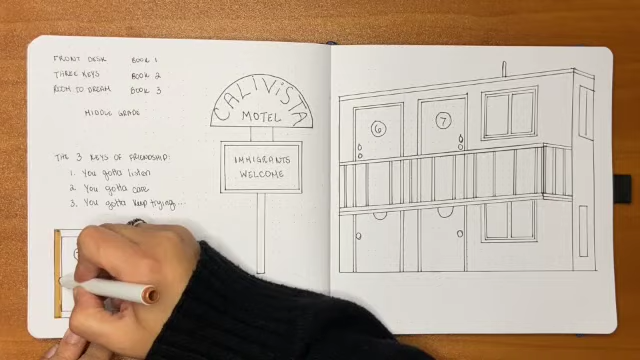 FRONT DESK BOOK 1
THREE KEYS BOOK 2
ROOM TO DREAM BOOK 3
MIDDLE GRADE
THE 3 KEYS OF FRIENDSHIP:
1. You gotta listen
2. You gotta care
3. You gotta keep trying...
CALIVISTA
MOTEL
IMMIGRANTS
WELCOME
6
7